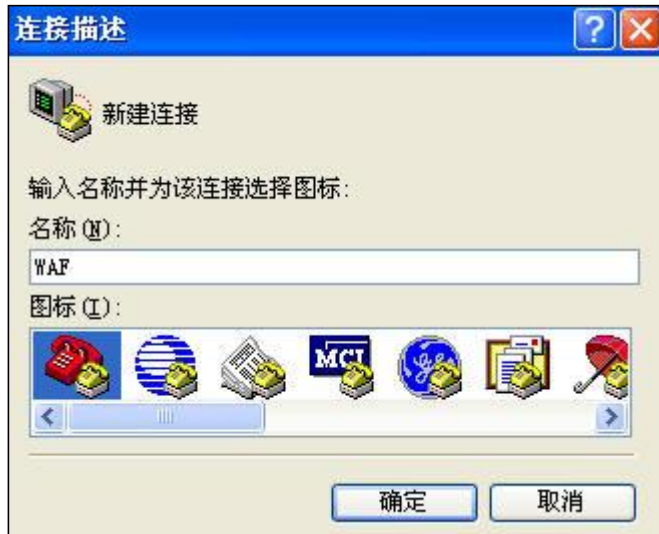 连接描述
新建连接
输入名称并为该连接选择图标:
名称(N):
WAF
图标(I):
MCI
确定
取消